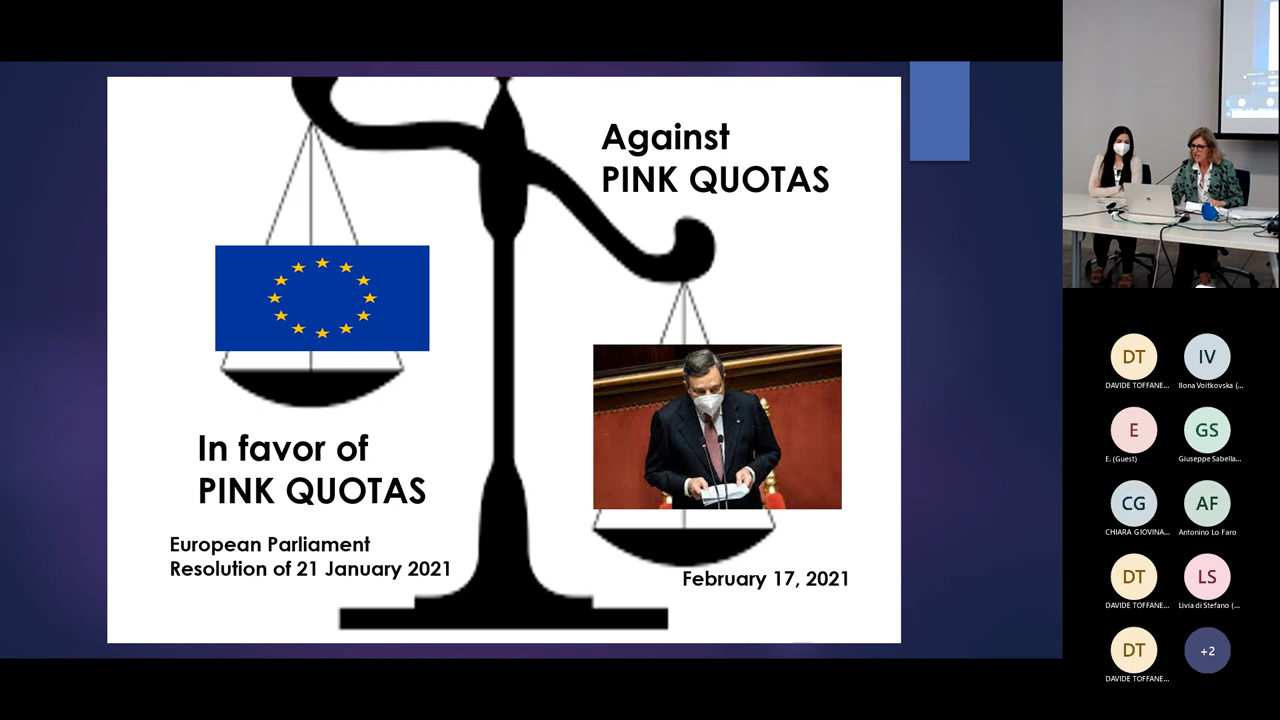 Against
PINK QUOTAS
In favor of
PINK QUOTAS
European Parliament
Resolution of 21 January 2021
February 17, 2021
DT
DAVIDE TOFFANE...
IV
Ilona Voitkovska (...
E
E. (Guest)
GS
Giuseppe Sabella...
CG
CHIARA GIOVINA...
AF
Antonino Lo Faro
DT
DAVIDE TOFFANE...
LS
Livia di Stefano (...
DT
DAVIDE TOFFANE...
+2